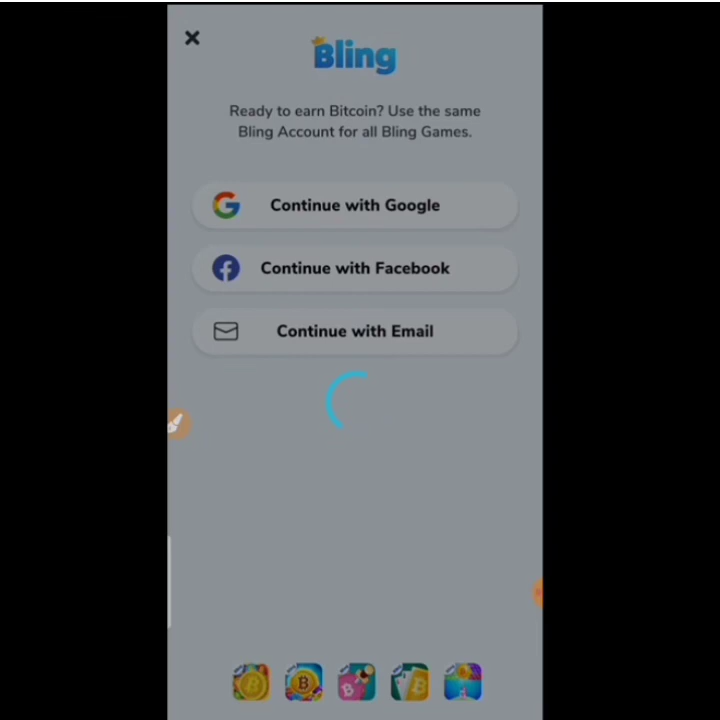 Bling
Ready to earn Bitcoin? Use the same
Bling Account for all Bling Games.
Continue with Google
Continue with Facebook
Continue with Email